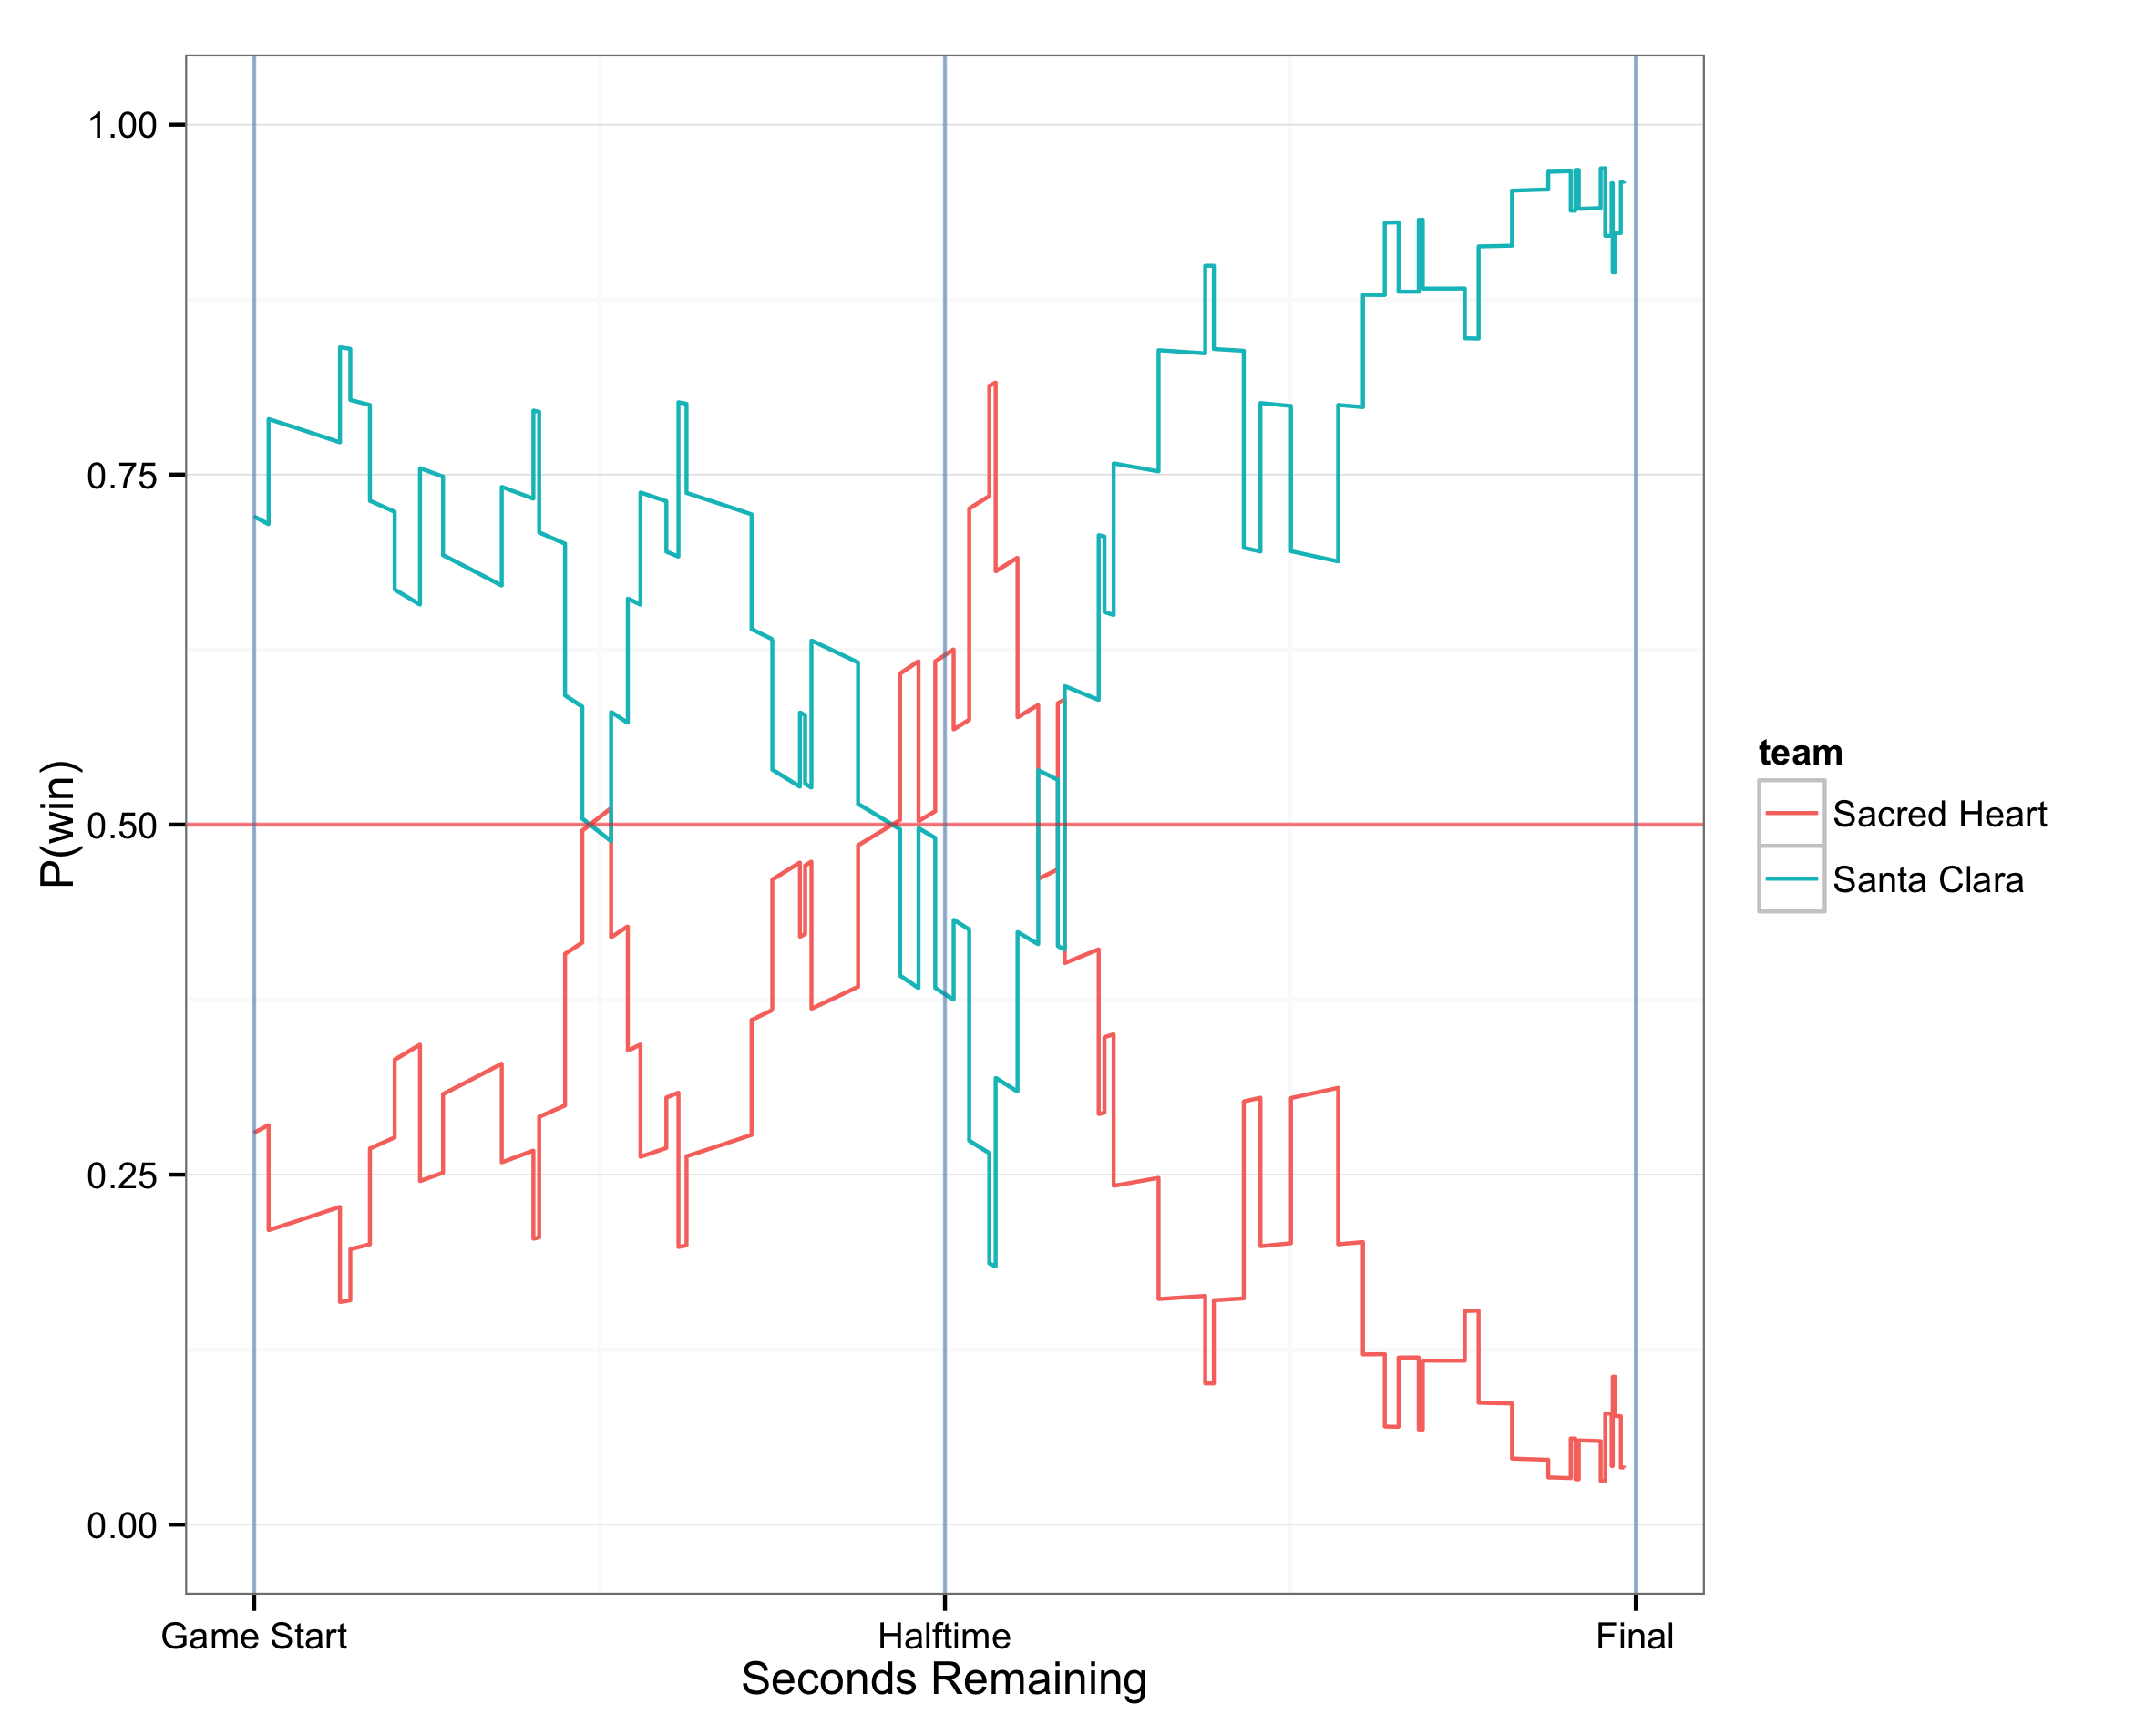 1.00
0.75
0.50
0.25
0.00
P(win)
Game Start
Halftime
Final
Seconds Remaining
team
Sacred Heart
Santa Clara